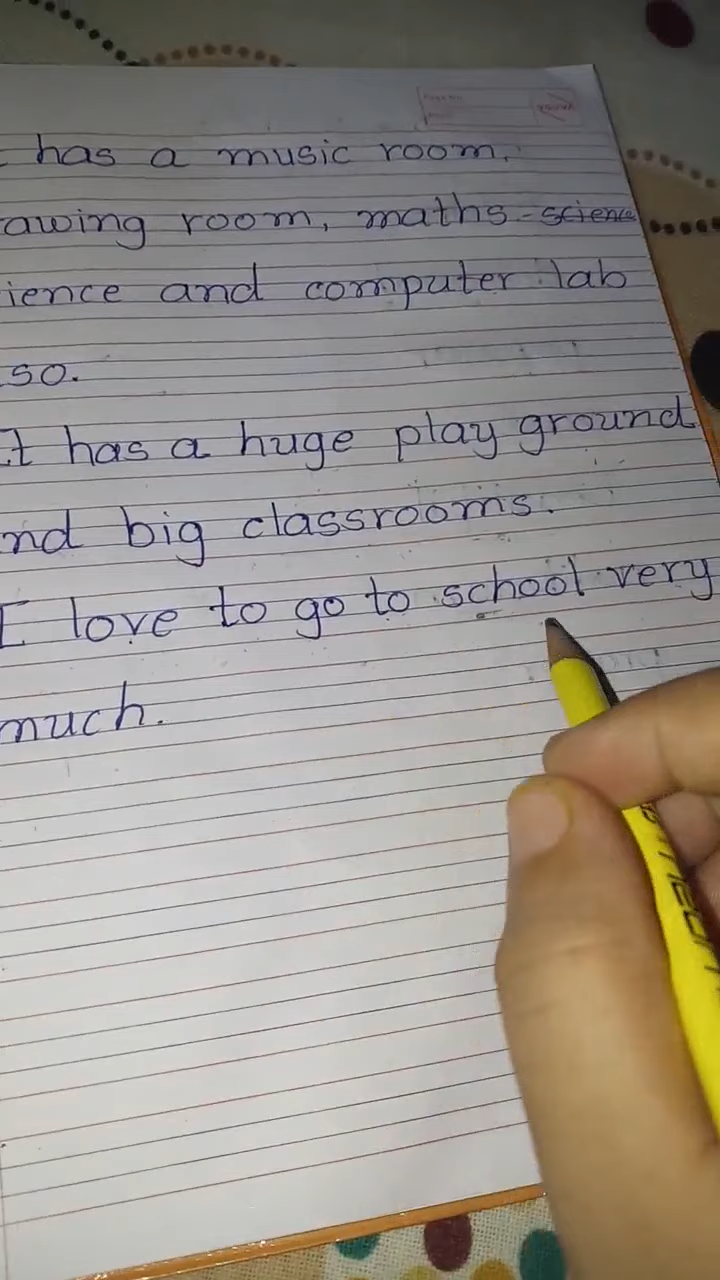 has a music room,
awing room, maths-science
ience and computer lab
so.
It has a huge play ground
nd big classrooms.
I love to go to school very
much.